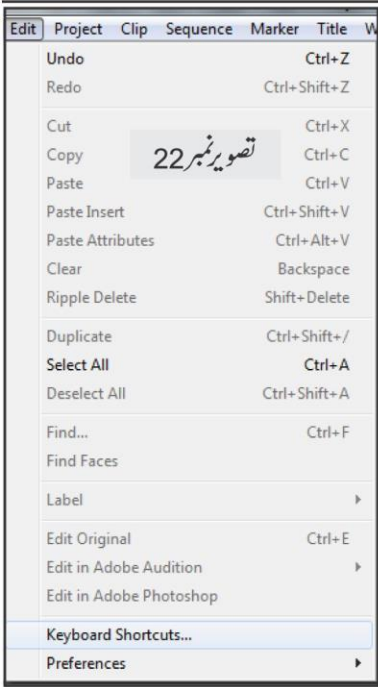 Edit Project Clip Sequence Marker Title W
Undo Ctrl+Z
Redo Ctrl+Shift+Z
Cut Ctrl+X
تصویر نمبر 22
Copy Ctrl+C
Paste Ctrl+V
Paste Insert Ctrl+Shift+V
Paste Attributes Ctrl+Alt+V
Clear Backspace
Ripple Delete Shift+Delete
Duplicate Ctrl+Shift+/
Select All Ctrl+A
Deselect All Ctrl+Shift+A
Find... Ctrl+F
Find Faces
Label
Edit Original Ctrl+E
Edit in Adobe Audition
Edit in Adobe Photoshop
Keyboard Shortcuts...
Preferences